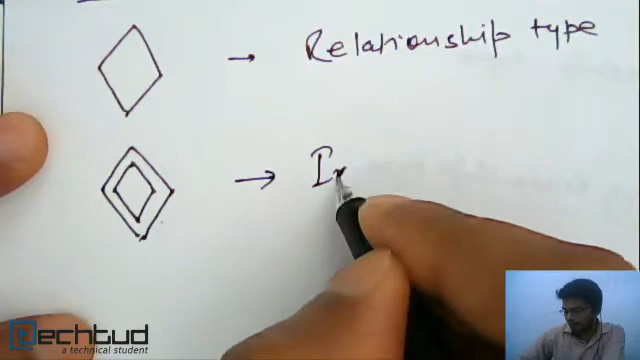 → Relationship type
→ I
techtud
a technical student